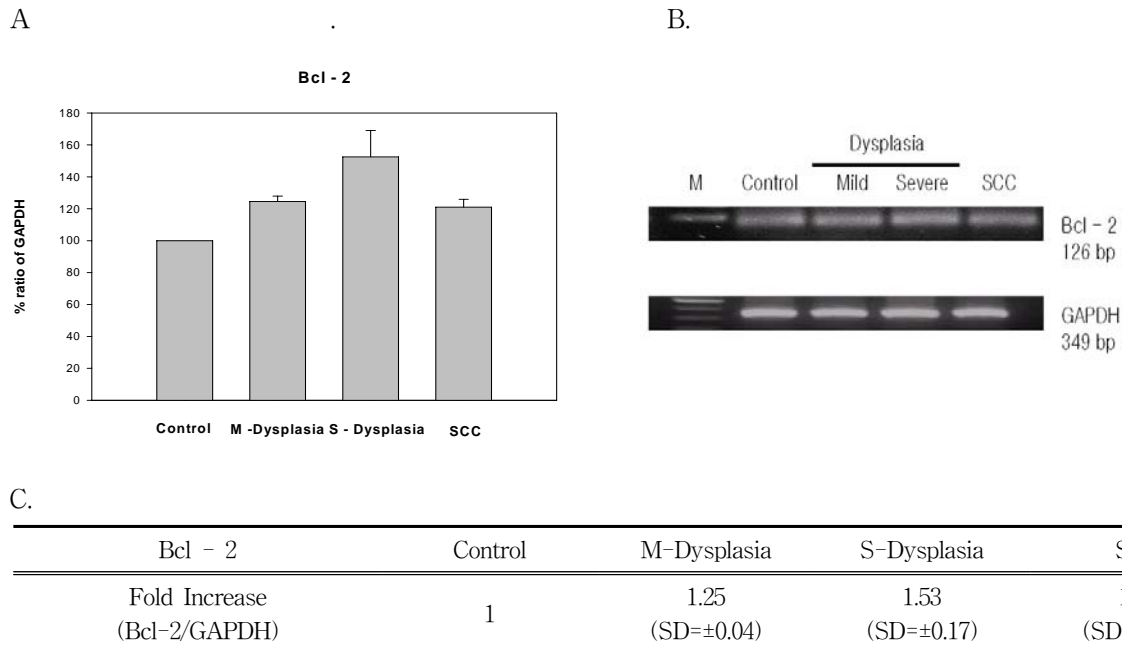 A .
B.
Bcl - 2
180
160
140
120
100
80
60
40
20
0
% ratio of GAPDH
Control M -Dysplasia S - Dysplasia SCC
Dysplasia
M Control Mild Severe SCC
Bcl - 2
126 bp
GAPDH
349 bp
C.
Bcl - 2 Control M-Dysplasia S-Dysplasia S
Fold Increase 1.25 1.53
(Bcl-2/GAPDH) 1 (SD=±0.04) (SD=±0.17) (SD